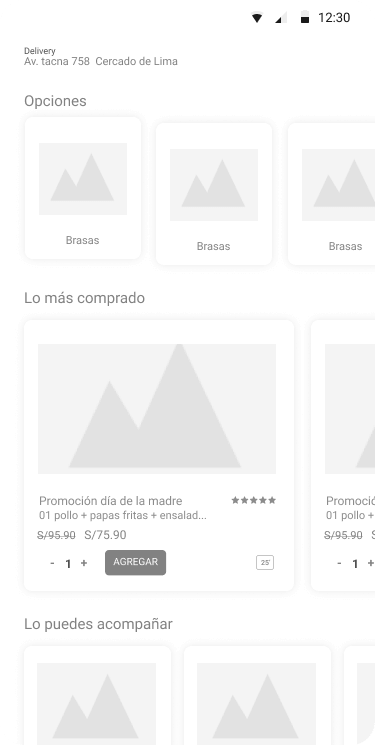 12:30
Delivery
Av. tacna 758 Cercado de Lima
Opciones
Brasas
Brasas
Brasas
Lo más comprado
Promoción día de la madre
01 pollo + papas fritas + ensalad...
S/95.90 S/75.90
- 1 +
AGREGAR
25'
Promoció
01 pollo +
S/95.90 S
- 1 +
Lo puedes acompañar